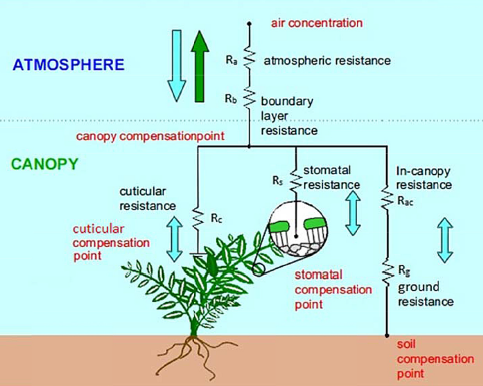 air concentration
ATMOSPHERE
Ra
atmospheric resistance
Rb
boundary
layer
resistance
canopy compensationpoint
CANOPY
cuticular
resistance
Rc
cuticular
compensation
point
Rs
stomatal
resistance
stomatal
compensation
point
In-canopy
resistance
Rac
Rg
ground
resistance
soil
compensation
point